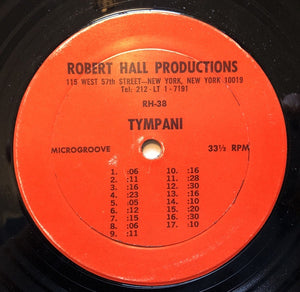 ROBERT HALL PRODUCTIONS
115 WEST 57th STREET—NEW YORK, NEW YORK 10019
Tel: 212 - LT 1 - 7191
RH-38
TYMPANI
MICROGROOVE
33⅓ RPM
1. :06
2. :11
3. :16
4. :23
5. :16
6. :12
7. :15
8. :06
9. :11
10. :16
11. :28
12. :17
13. :30
14. :16
15. :20
16. :30
17. :10